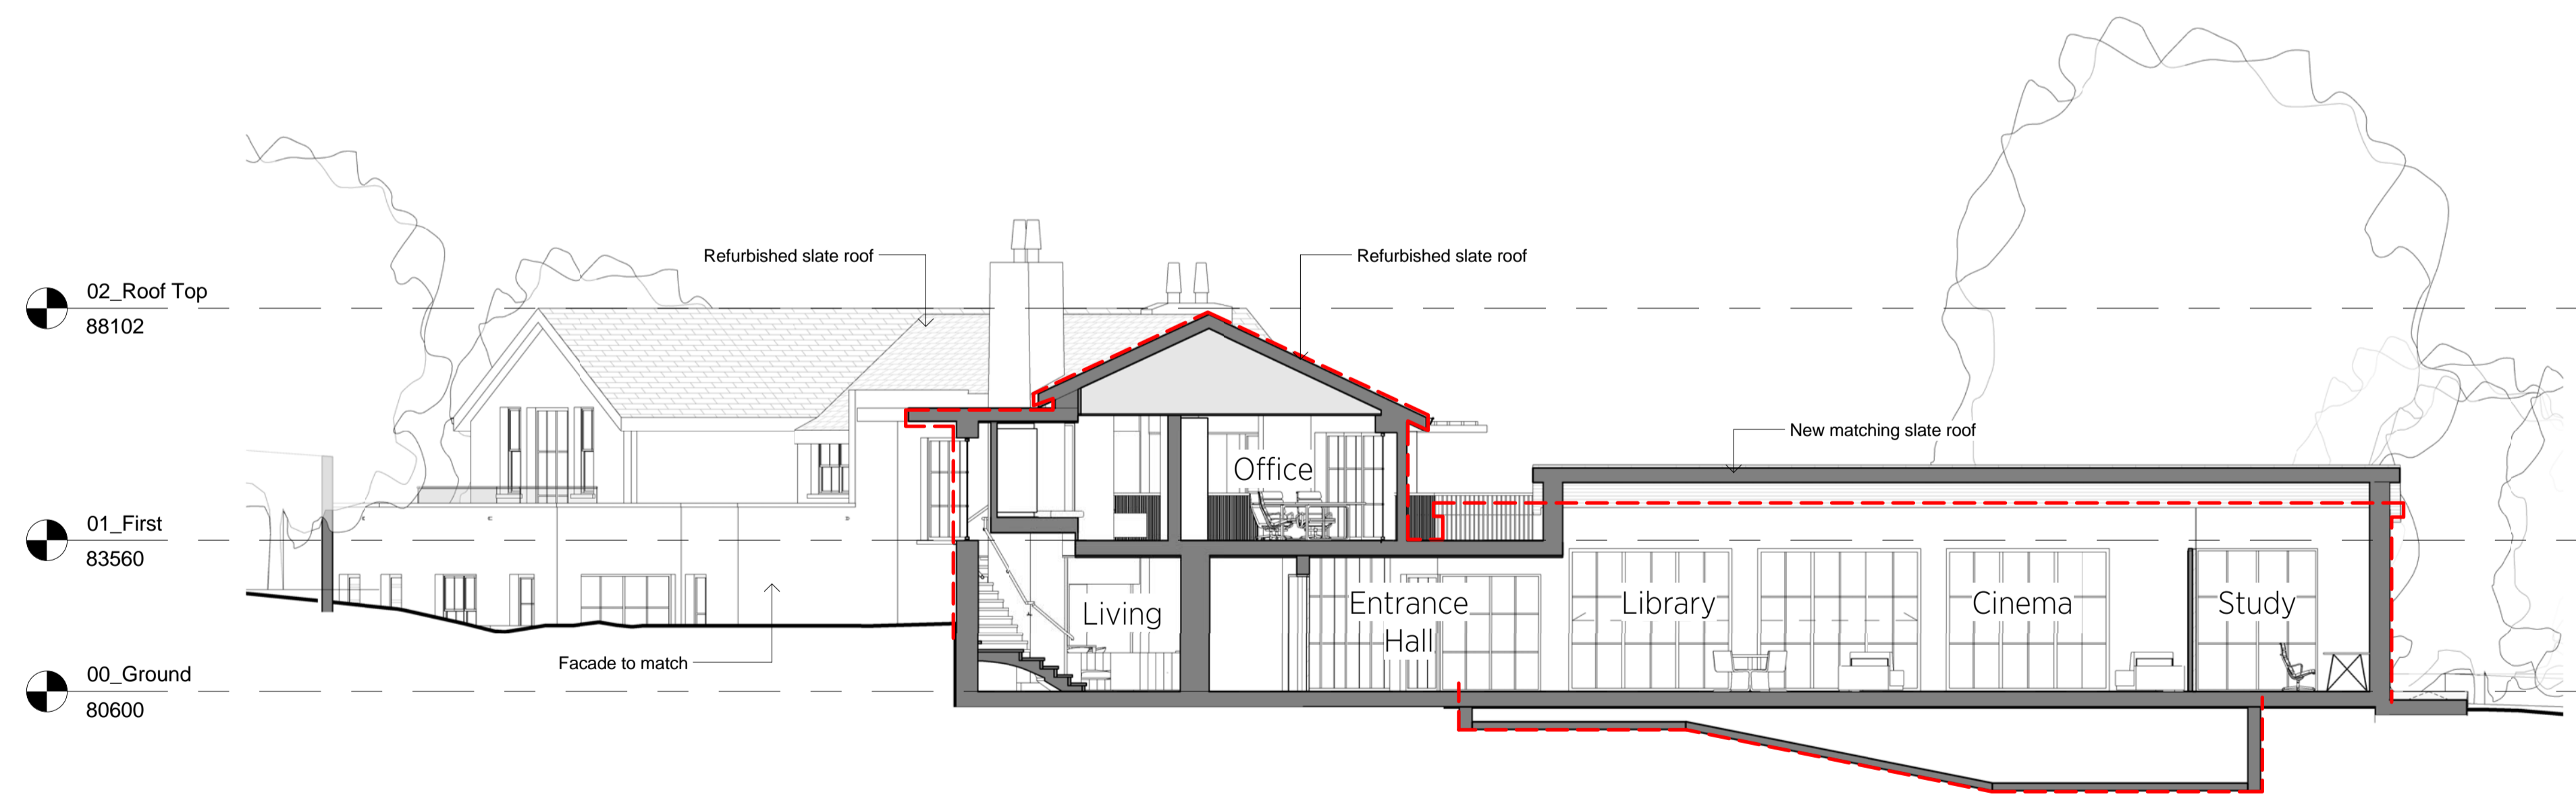 Refurbished slate roof
Refurbished slate roof
02_Roof Top
88102
New matching slate roof
Office
01_First
83560
Living
Entrance
Hall
Library
Cinema
Study
Facade to match
00_Ground
80600